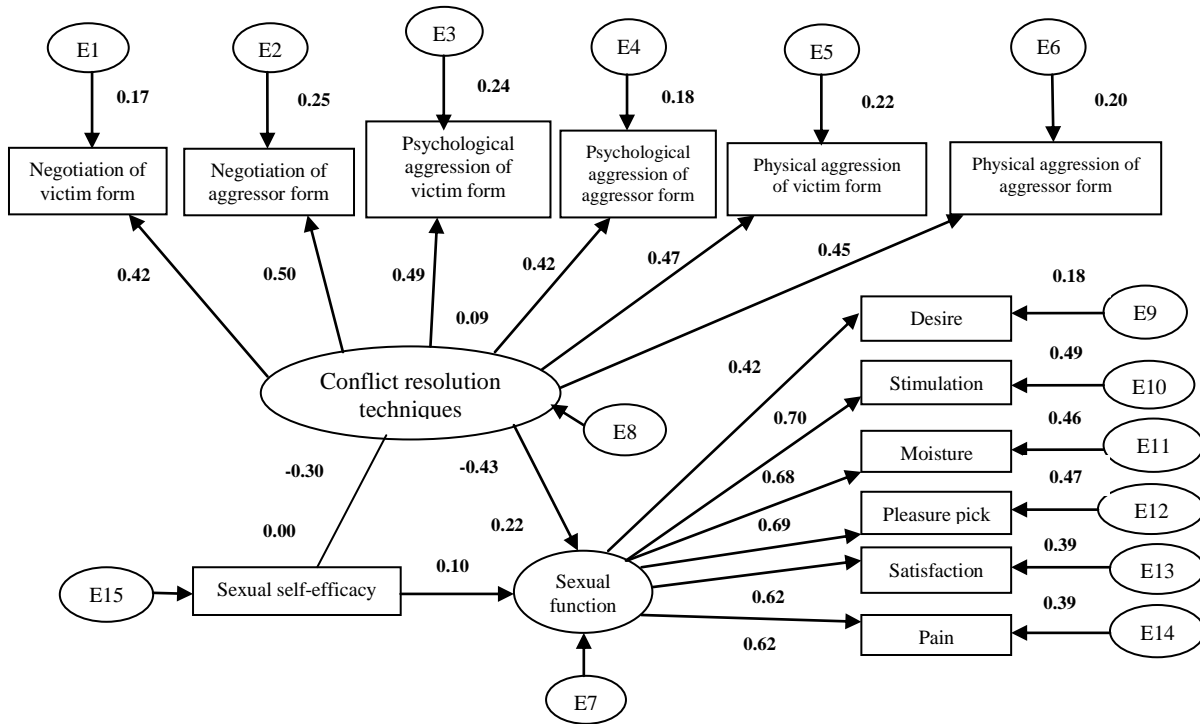 E1
E2
E3
E4
E5
E6
0.17
0.25
0.24
0.18
0.22
0.20
Negotiation of
victim form
Negotiation of
aggressor form
Psychological
aggression of
victim form
Psychological
aggression of
aggressor form
Physical aggression
of victim form
Physical aggression of
aggressor form
0.42
0.50
0.49
0.42
0.47
0.45
0.09
Conflict resolution
techniques
E8
0.18
Desire
E9
0.42
0.49
Stimulation
E10
0.70
0.46
Moisture
E11
0.68
0.47
Pleasure pick
E12
0.69
0.39
Satisfaction
E13
0.62
0.39
Pain
E14
0.62
-0.30
-0.43
0.00
0.22
E15
Sexual self-efficacy
0.10
Sexual
function
E7